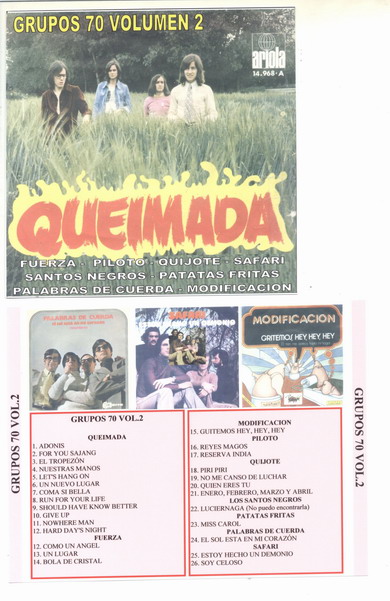 GRUPOS 70 VOLUMEN 2
ariola
14.968-A
QUEIMADA
FUERZA - PILOTO - QUIJOTE - SAFARI
SANTOS NEGROS - PATATAS FRITAS
PALABRAS DE CUERDA - MODIFICACION
PALABRAS DE CUERDA
SAFARI
MODIFICACION
GRITEMOS HEY, HEY, HEY
GRUPOS 70 VOL.2
GRUPOS 70 VOL.2
QUEIMADA
1. ADONIS
2. FOR YOU SAJANG
3. EL TROPEZÓN
4. NUESTRAS MANOS
5. LET'S HANG ON
6. UN NUEVO LUGAR
7. COMA SI BELLA
8. RUN FOR YOUR LIFE
9. SHOULD HAVE KNOW BETTER
10. GIVE UP
11. NOWHERE MAN
12. HARD DAY'S NIGHT
FUERZA
12. COMO UN ANGEL
13. UN LUGAR
14. BOLA DE CRISTAL
MODIFICACION
15. GUITEMOS HEY, HEY, HEY
PILOTO
16. REYES MAGOS
17. RESERVA INDIA
QUIJOTE
18. PIRI PIRI
19. NO ME CANSO DE LUCHAR
20. QUIEN ERES TU
21. ENERO, FEBRERO, MARZO Y ABRIL
LOS SANTOS NEGROS
22. LUCIERNAGA (No puedo encontrarla)
PATATAS FRITAS
23. MISS CAROL
PALABRAS DE CUERDA
24. EL SOL ESTA EN MI CORAZÓN
SAFARI
25. ESTOY HECHO UN DEMONIO
26. SOY CELOSO
GRUPOS 70 VOL.2